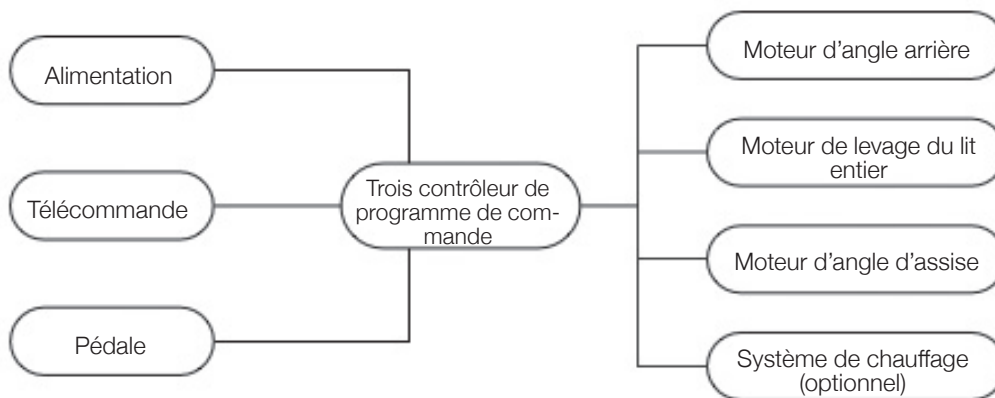 Alimentation
Télécommande
Pédale
Trois contrôleur de
programme de com-
mande
Moteur d'angle arrière
Moteur de levage du lit
entier
Moteur d'angle d'assise
Système de chauffage
(optionnel)